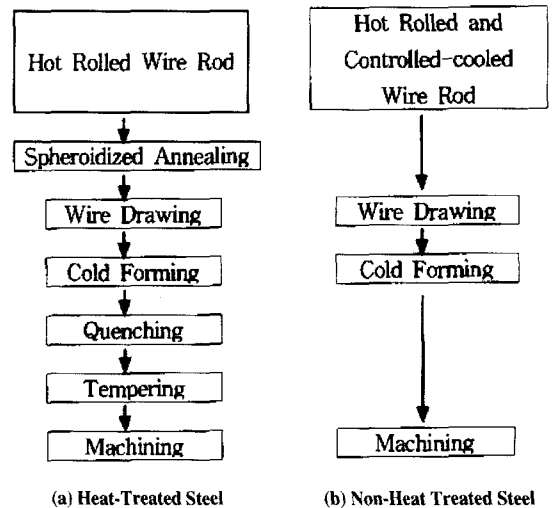 Hot Rolled Wire Rod
Spheroidized Annealing
Wire Drawing
Cold Forming
Quenching
Tempering
Machining
(a) Heat-Treated Steel
Hot Rolled and
Controlled-cooled
Wire Rod
Wire Drawing
Cold Forming
Machining
(b) Non-Heat Treated Steel